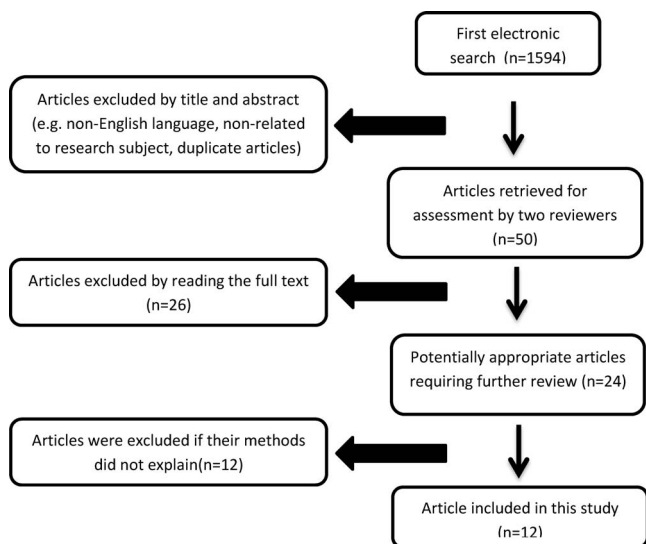 First electronic
search (n=1594)
Articles excluded by title and abstract
(e.g. non-English language, non-related
to research subject, duplicate articles)
Articles retrieved for
assessment by two reviewers
(n=50)
Articles excluded by reading the full text
(n=26)
Potentially appropriate articles
requiring further review (n=24)
Articles were excluded if their methods
did not explain(n=12)
Article included in this study
(n=12)